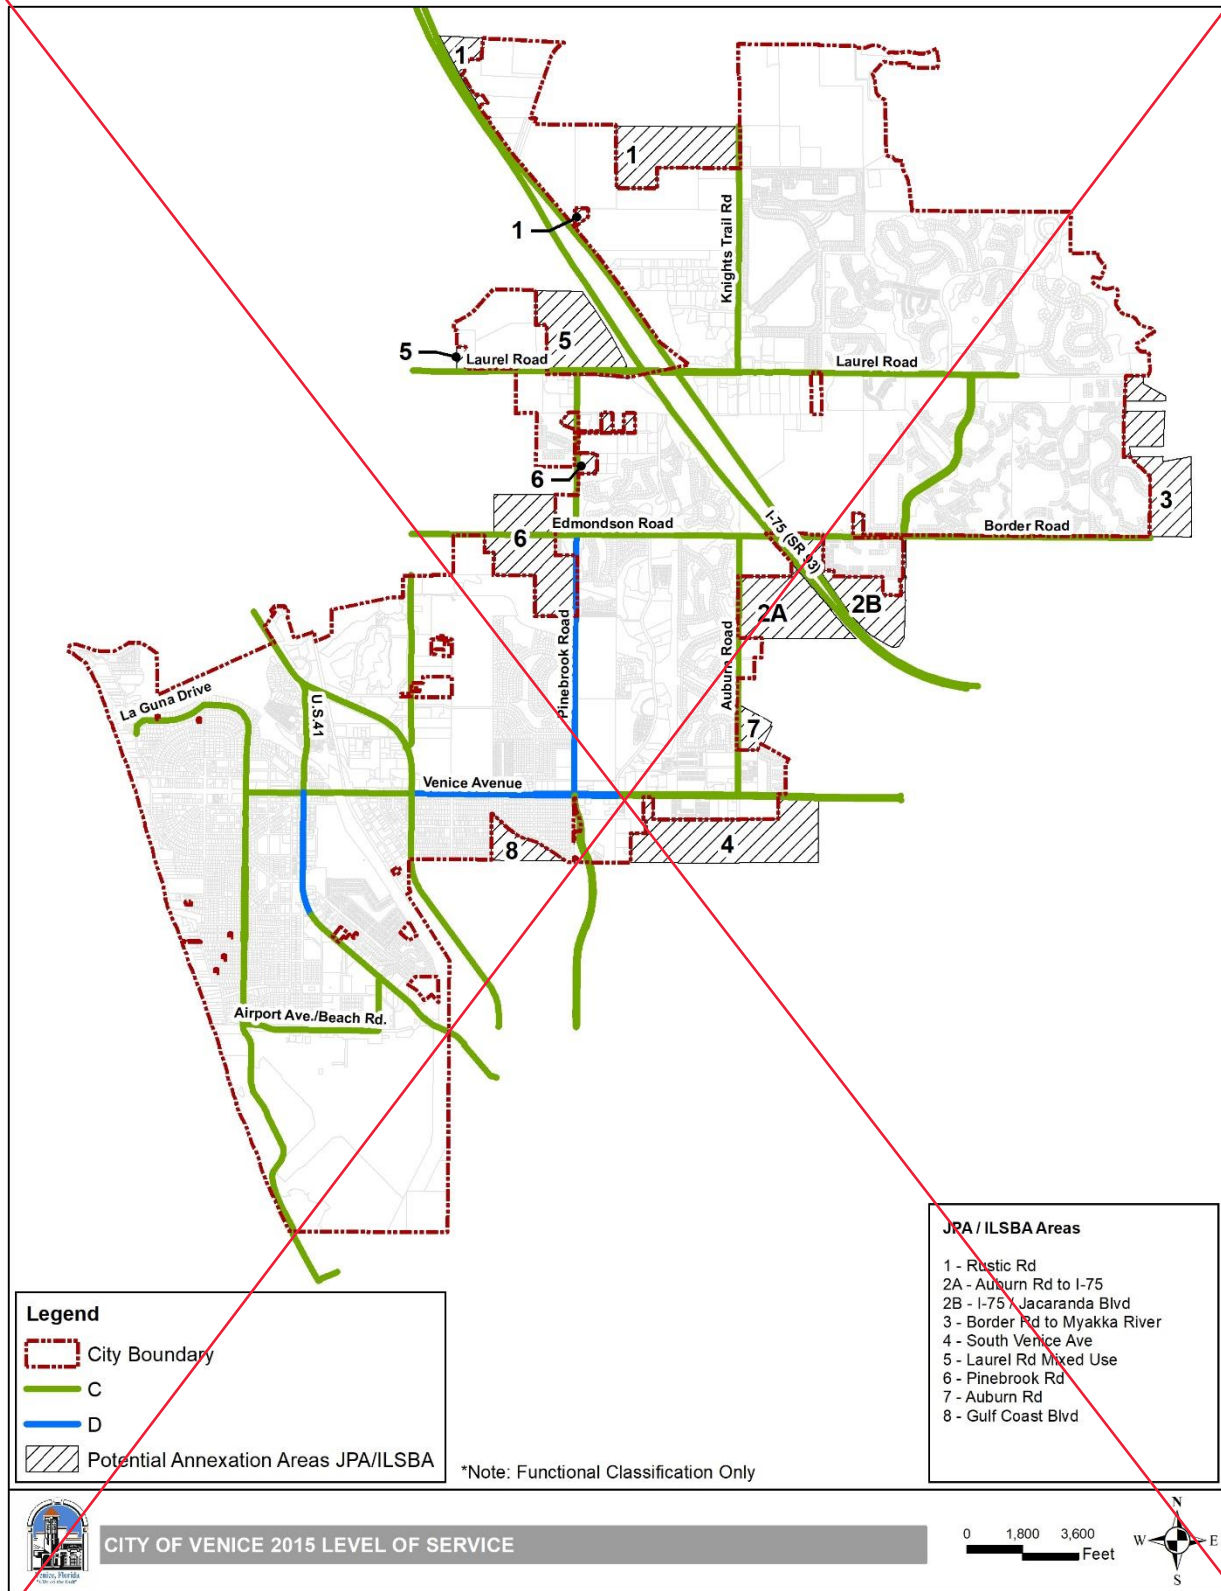 1
1
1
Knights Trail Rd
5
5
Laurel Road
Laurel Road
6
3
I-75 (SR 93)
Edmondson Road
Border Road
6
2A
2B
Pinebrook Road
Auburn Road
La Guna Drive
U.S.41
7
Venice Avenue
8
4
Airport Ave./Beach Rd.
JPA / ILSBA Areas
1 - Rustic Rd
2A - Auburn Rd to I-75
2B - I-75 / Jacaranda Blvd
3 - Border Rd to Myakka River
4 - South Venice Ave
5 - Laurel Rd Mixed Use
6 - Pinebrook Rd
7 - Auburn Rd
8 - Gulf Coast Blvd
Legend
City Boundary
C
D
Potential Annexation Areas JPA/ILSBA
*Note: Functional Classification Only
Venice, Florida
CITY OF VENICE 2015 LEVEL OF SERVICE
0 1,800 3,600
Feet
N
W E
S